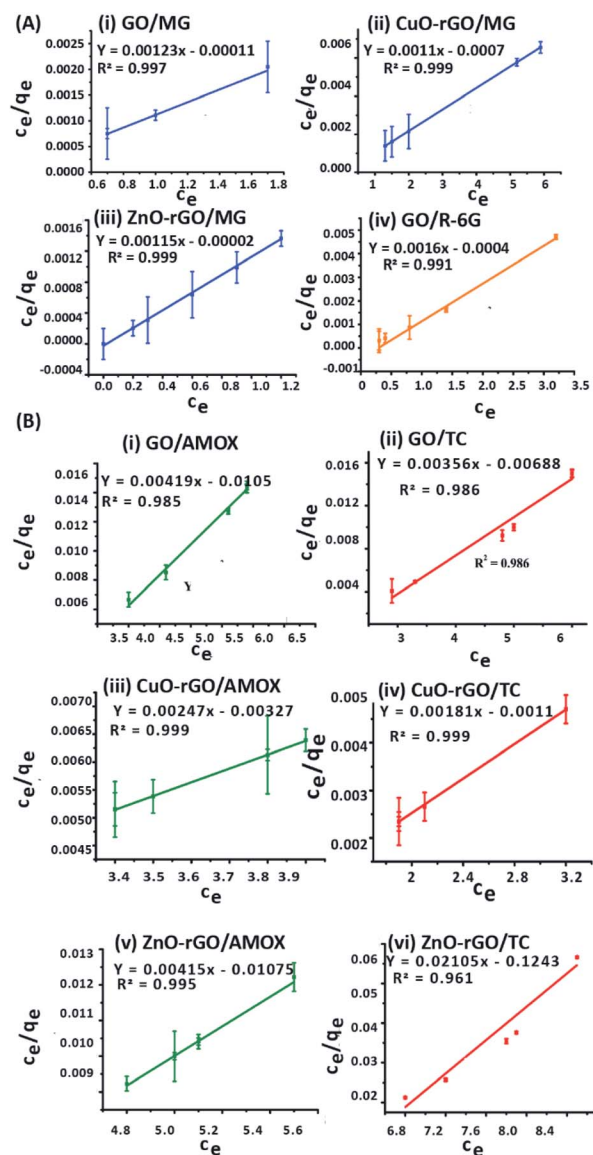 (A)
(i) GO/MG
Y = 0.00123x - 0.00011
R² = 0.997
0.0025
0.0020
0.0015
0.0010
0.0005
0.0000
0.6 0.8 1.0 1.2 1.4 1.6 1.8
ce
ce/qe
(ii) CuO-rGO/MG
Y = 0.0011x - 0.0007
R² = 0.999
0.006
0.004
0.002
0.000
1 2 3 4 5 6
ce
ce/qe
(iii) ZnO-rGO/MG
Y = 0.00115x - 0.00002
R² = 0.999
0.0016
0.0012
0.0008
0.0004
0.0000
-0.0004
0.0 0.2 0.4 0.6 0.8 1.0 1.2
ce
ce/qe
(iv) GO/R-6G
Y = 0.0016x - 0.0004
R² = 0.991
0.005
0.004
0.003
0.002
0.001
0.000
-0.001
0.0 0.5 1.0 1.5 2.0 2.5 3.0 3.5
ce
ce/qe
(B)
(i) GO/AMOX
Y = 0.00419x - 0.0105
R² = 0.985
0.016
0.014
0.012
0.010
0.008
0.006
Y
3.5 4.5 5.5 6.0 6.5
ce
ce/qe
(ii) GO/TC
Y = 0.00356x - 0.00688
R² = 0.986
R² = 0.986
0.016
0.012
0.008
0.004
3 4 5 6
ce
ce/qe
(iii) CuO-rGO/AMOX
Y = 0.00247x - 0.00327
R² = 0.999
0.0070
0.0065
0.0060
0.0055
0.0050
0.0045
3.4 3.5 3.6 3.7 3.8 3.9
ce
ce/qe
(iv) CuO-rGO/TC
Y = 0.00181x - 0.0011
R² = 0.999
0.005
0.004
0.003
0.002
2 2.4 2.8 3.2
ce
ce/qe
(v) ZnO-rGO/AMOX
Y = 0.00415x - 0.01075
R² = 0.995
0.013
0.012
0.010
0.009
4.8 5.0 5.2 5.4 5.6
ce
ce/qe
(vi) ZnO-rGO/TC
Y = 0.02105x - 0.1243
R² = 0.961
0.06
0.05
0.03
0.02
6.8 7.2 7.6 8.0 8.4
ce
ce/qe